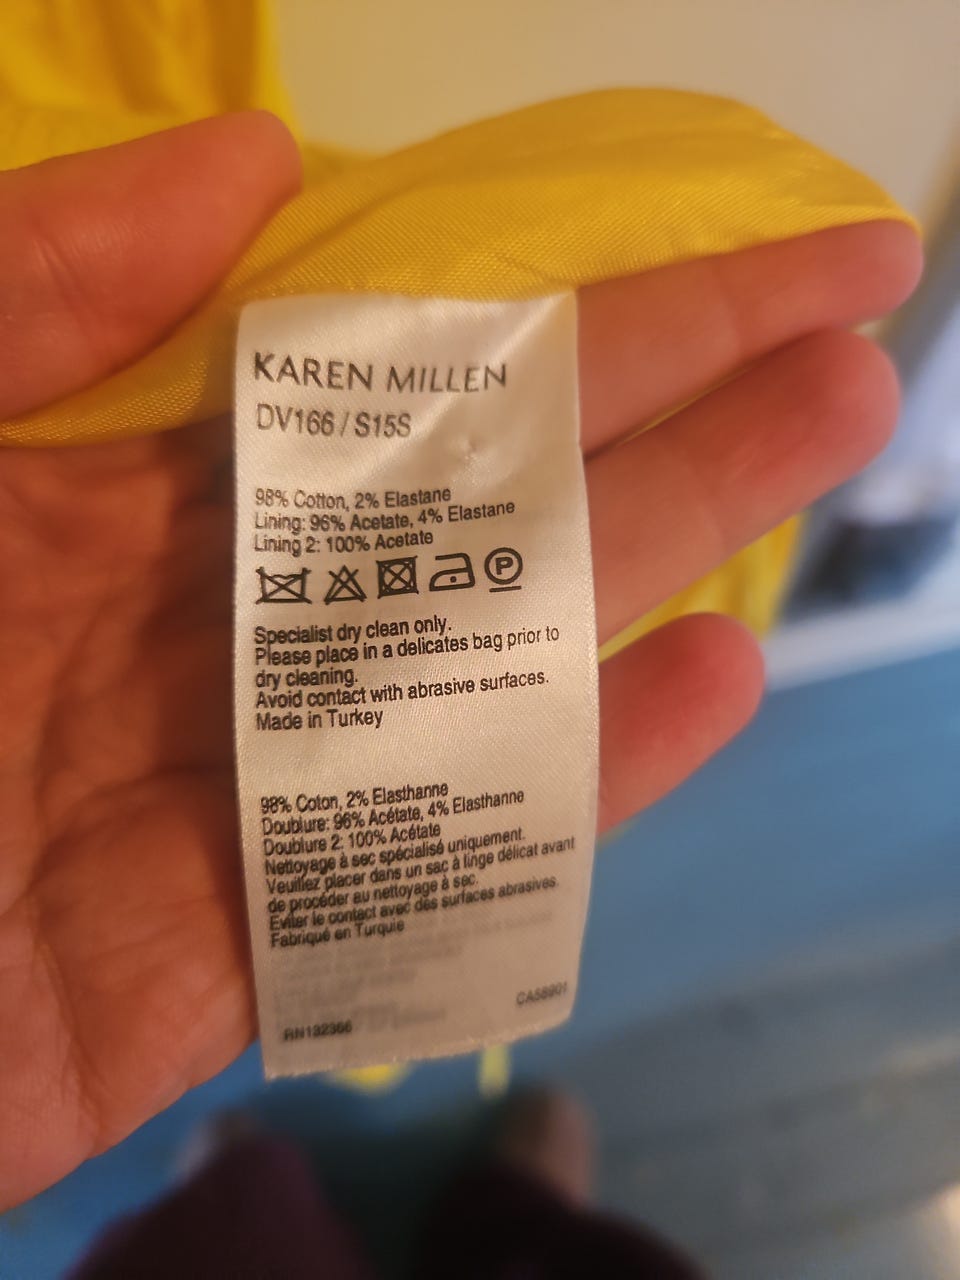 KAREN MILLEN
DV166 / S15S
98% Cotton, 2% Elastane
Lining: 96% Acetate, 4% Elastane
Lining 2: 100% Acetate
P
Specialist dry clean only.
Please place in a delicates bag prior to
dry cleaning.
Avoid contact with abrasive surfaces.
Made in Turkey
98% Coton, 2% Elasthanne
Doublure: 96% Acétate, 4% Elasthanne
Doublure 2: 100% Acétate
Nettoyage à sec spécialisé uniquement.
Veuillez placer dans un sac à linge délicat avant
de procéder au nettoyage à sec.
Eviter le contact avec des surfaces abrasives.
Fabriqué en Turquie
CA58901
RN132366